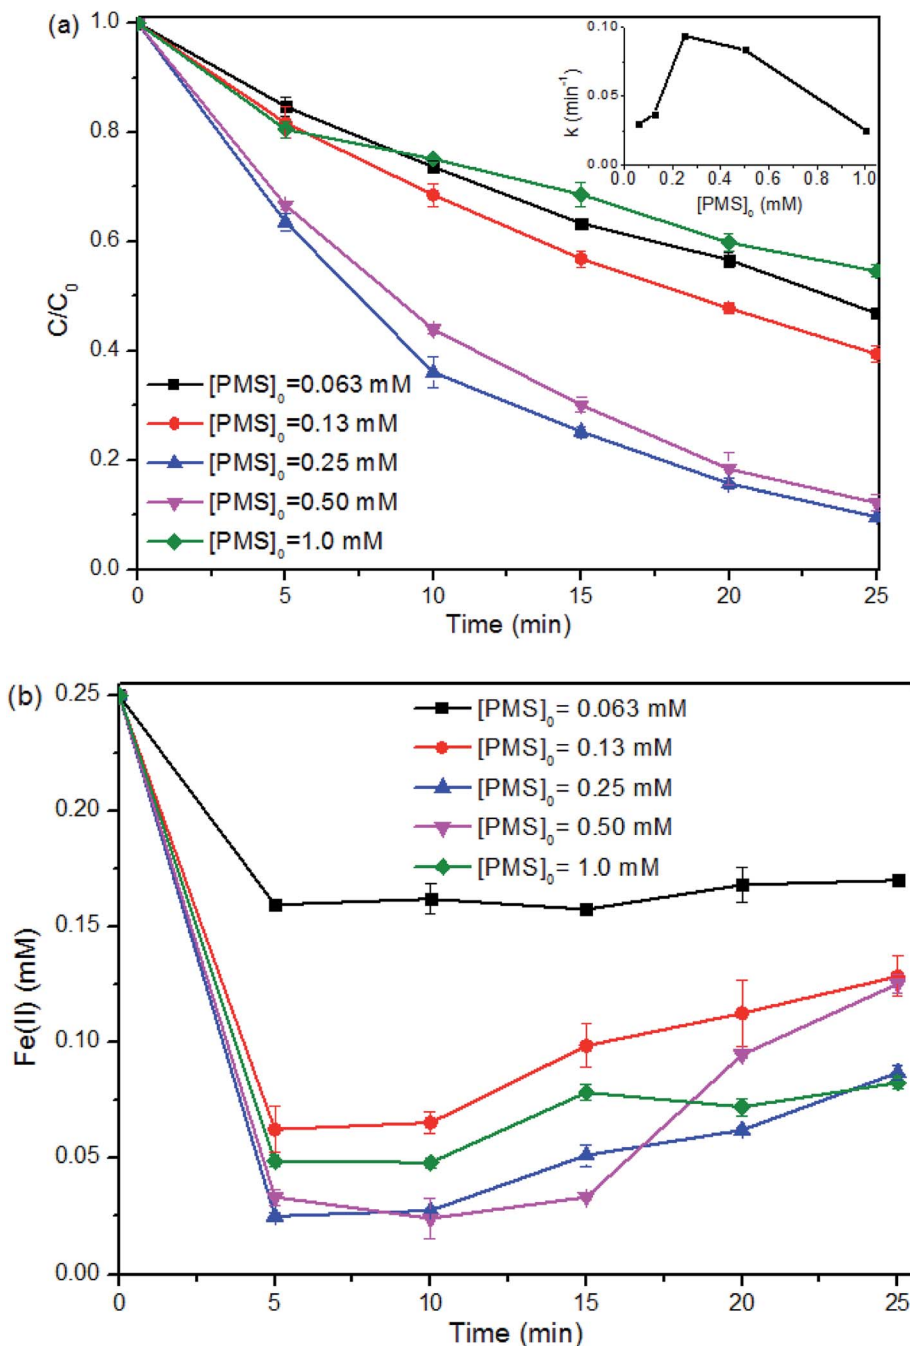 (a)
1.0
0.8
0.6
0.4
0.2
0.0
C/C₀
0
5
10
15
20
25
Time (min)
[PMS]₀=0.063 mM
[PMS]₀=0.13 mM
[PMS]₀=0.25 mM
[PMS]₀=0.50 mM
[PMS]₀=1.0 mM
0.10
0.05
0.00
k (min⁻¹)
0.0 0.2 0.4 0.6 0.8 1.0
[PMS]₀ (mM)
(b)
0.25
0.20
0.15
0.10
0.05
0.00
Fe(II) (mM)
[PMS]₀= 0.063 mM
[PMS]₀= 0.13 mM
[PMS]₀= 0.25 mM
[PMS]₀= 0.50 mM
[PMS]₀= 1.0 mM
0
5
10
15
20
25
Time (min)